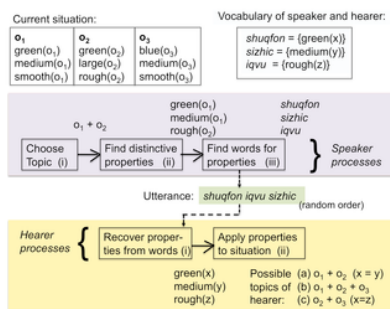 Current situation:
Vocabulary of speaker and hearer:
o₁ o₂ o₃
green(o₁) green(o₂) blue(o₃)
medium(o₁) large(o₂) medium(o₃)
smooth(o₁) rough(o₂) smooth(o₃)
shuqfon = {green(x)}
sizhic = {medium(y)}
iqvu = {rough(z)}
o₁ + o₂
green(o₁) shuqfon
medium(o₁) sizhic
rough(o₂) iqvu
Choose
Topic (i)
Find distinctive
properties (ii)
Find words for
properties (iii)
Speaker
processes
Utterance: shuqfon iqvu sizhic
(random order)
Hearer
processes
Recover proper-
ties from words (i)
Apply properties
to situation (ii)
green(x) Possible (a) o₁ + o₂ (x = y)
medium(y) topics of (b) o₁ + o₂ + o₃
rough(z) hearer: (c) o₂ + o₃ (x=z)